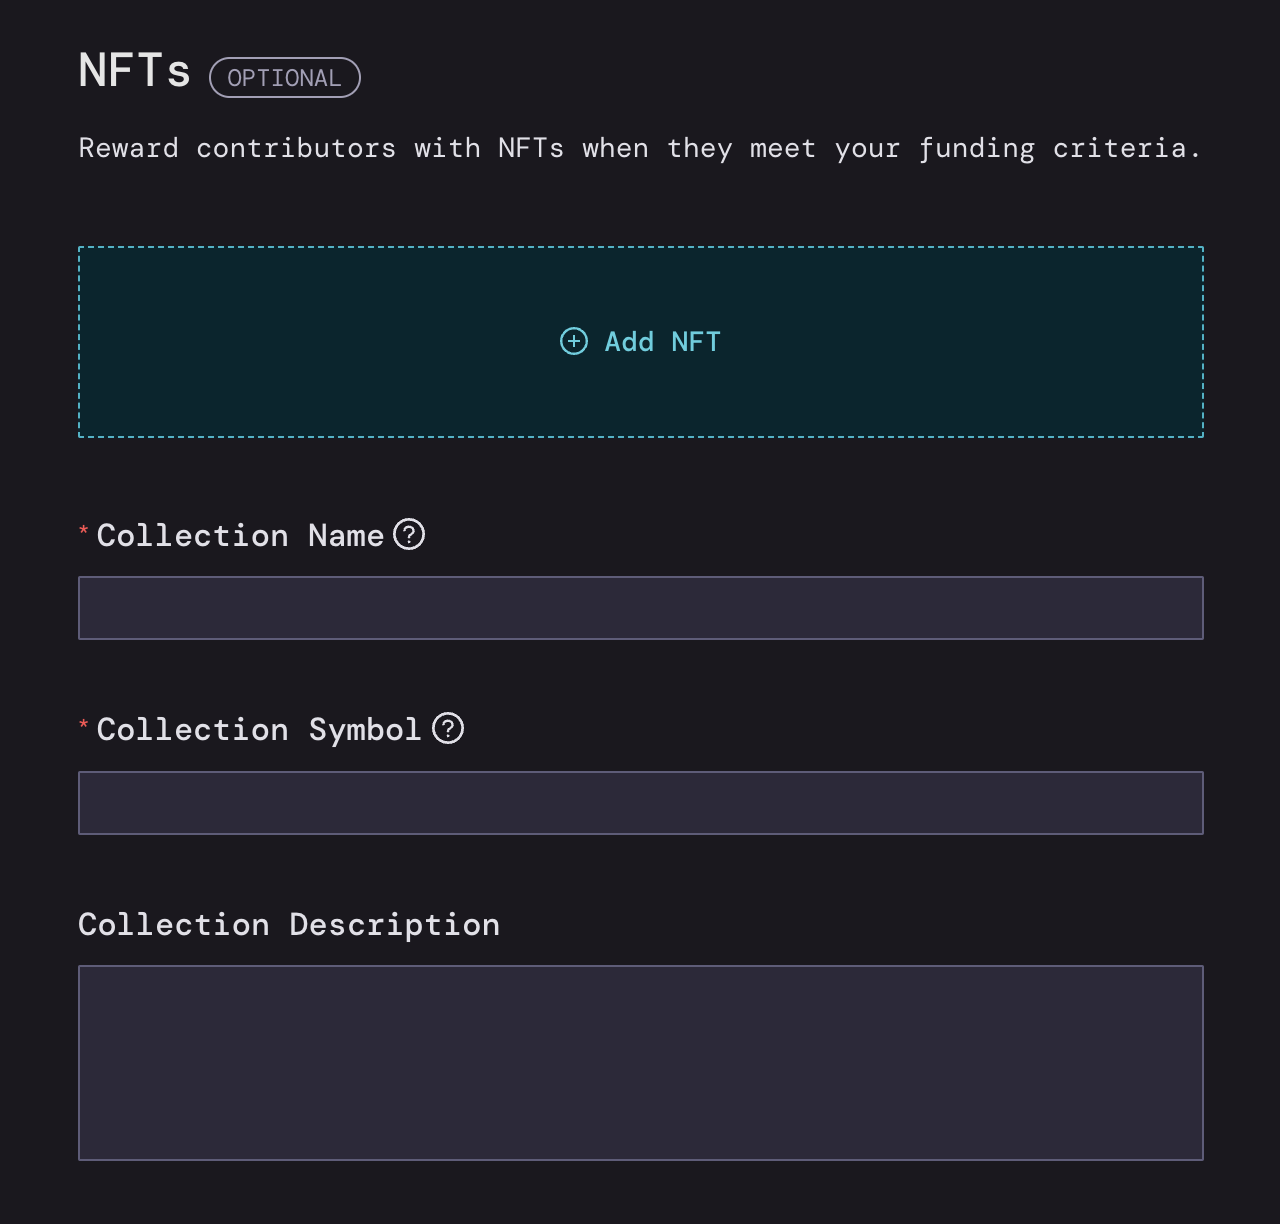 NFTs OPTIONAL
Reward contributors with NFTs when they meet your funding criteria.
Add NFT
* Collection Name ?
* Collection Symbol ?
Collection Description